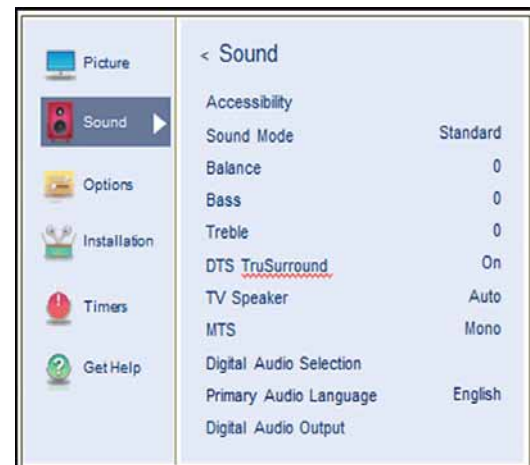 Picture
Sound
Options
Installation
Timers
Get Help
< Sound
Accessibility
Sound Mode Standard
Balance 0
Bass 0
Treble 0
DTS TruSurround On
TV Speaker Auto
MTS Mono
Digital Audio Selection
Primary Audio Language English
Digital Audio Output